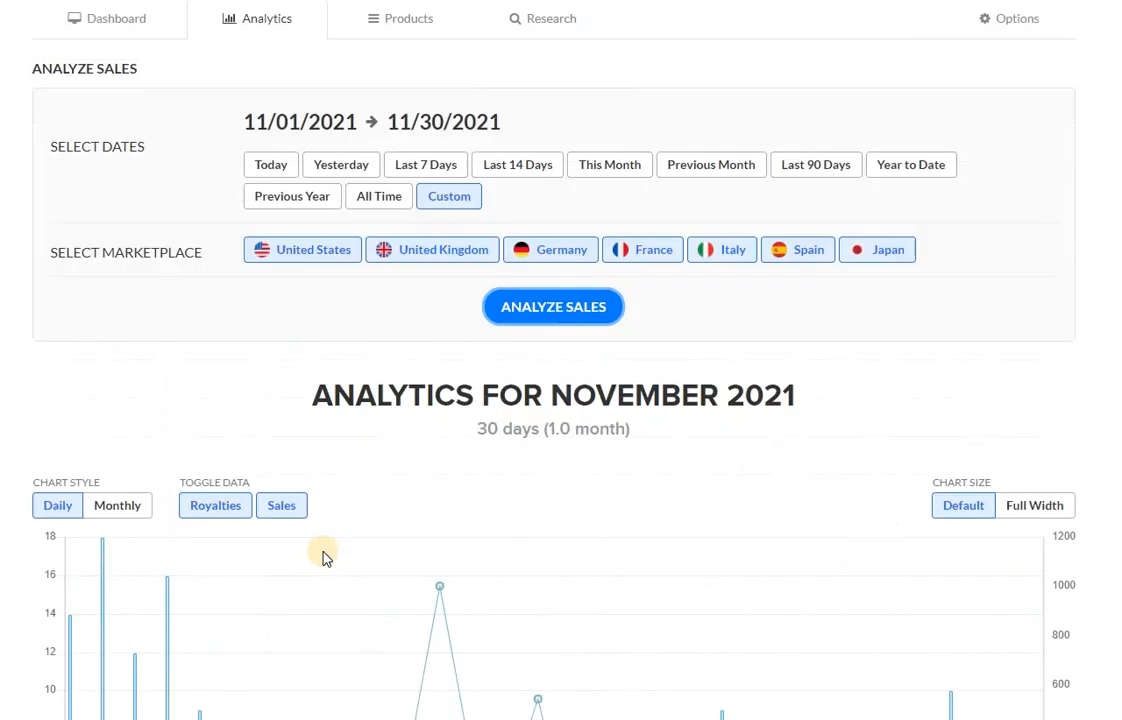 Dashboard Analytics Products Research Options
ANALYZE SALES
SELECT DATES
11/01/2021 → 11/30/2021
Today Yesterday Last 7 Days Last 14 Days This Month Previous Month Last 90 Days Year to Date
Previous Year All Time Custom
SELECT MARKETPLACE
United States United Kingdom Germany France Italy Spain Japan
ANALYZE SALES
ANALYTICS FOR NOVEMBER 2021
30 days (1.0 month)
CHART STYLE TOGGLE DATA CHART SIZE
Daily Monthly Royalties Sales Default Full Width
18 1200
16 1000
14 800
12 600
10